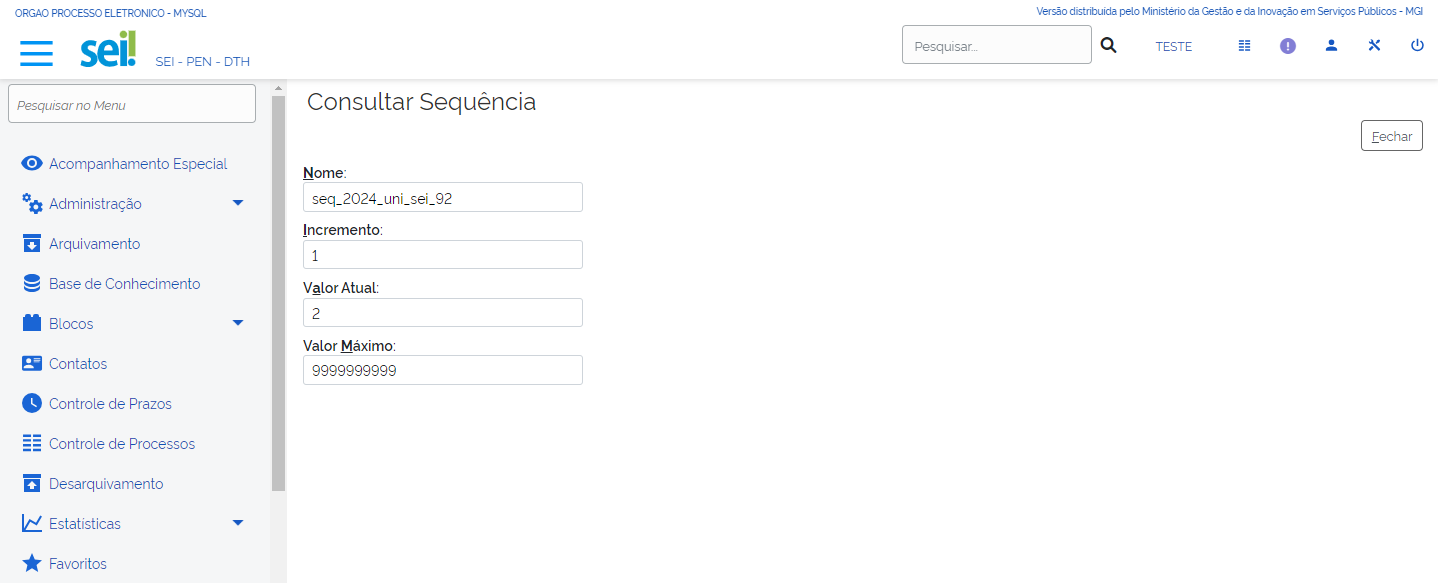 ORGAO PROCESSO ELETRONICO - MYSQL
Versão distribuída pelo Ministério da Gestão e da Inovação em Serviços Públicos - MGI
sei!
SEI - PEN - DTH
Pesquisar...
TESTE
Pesquisar no Menu
Acompanhamento Especial
Administração
Arquivamento
Base de Conhecimento
Blocos
Contatos
Controle de Prazos
Controle de Processos
Desarquivamento
Estatísticas
Favoritos
Consultar Sequência
Fechar
Nome:
seq_2024_uni_sei_92
Incremento:
1
Valor Atual:
2
Valor Máximo:
9999999999